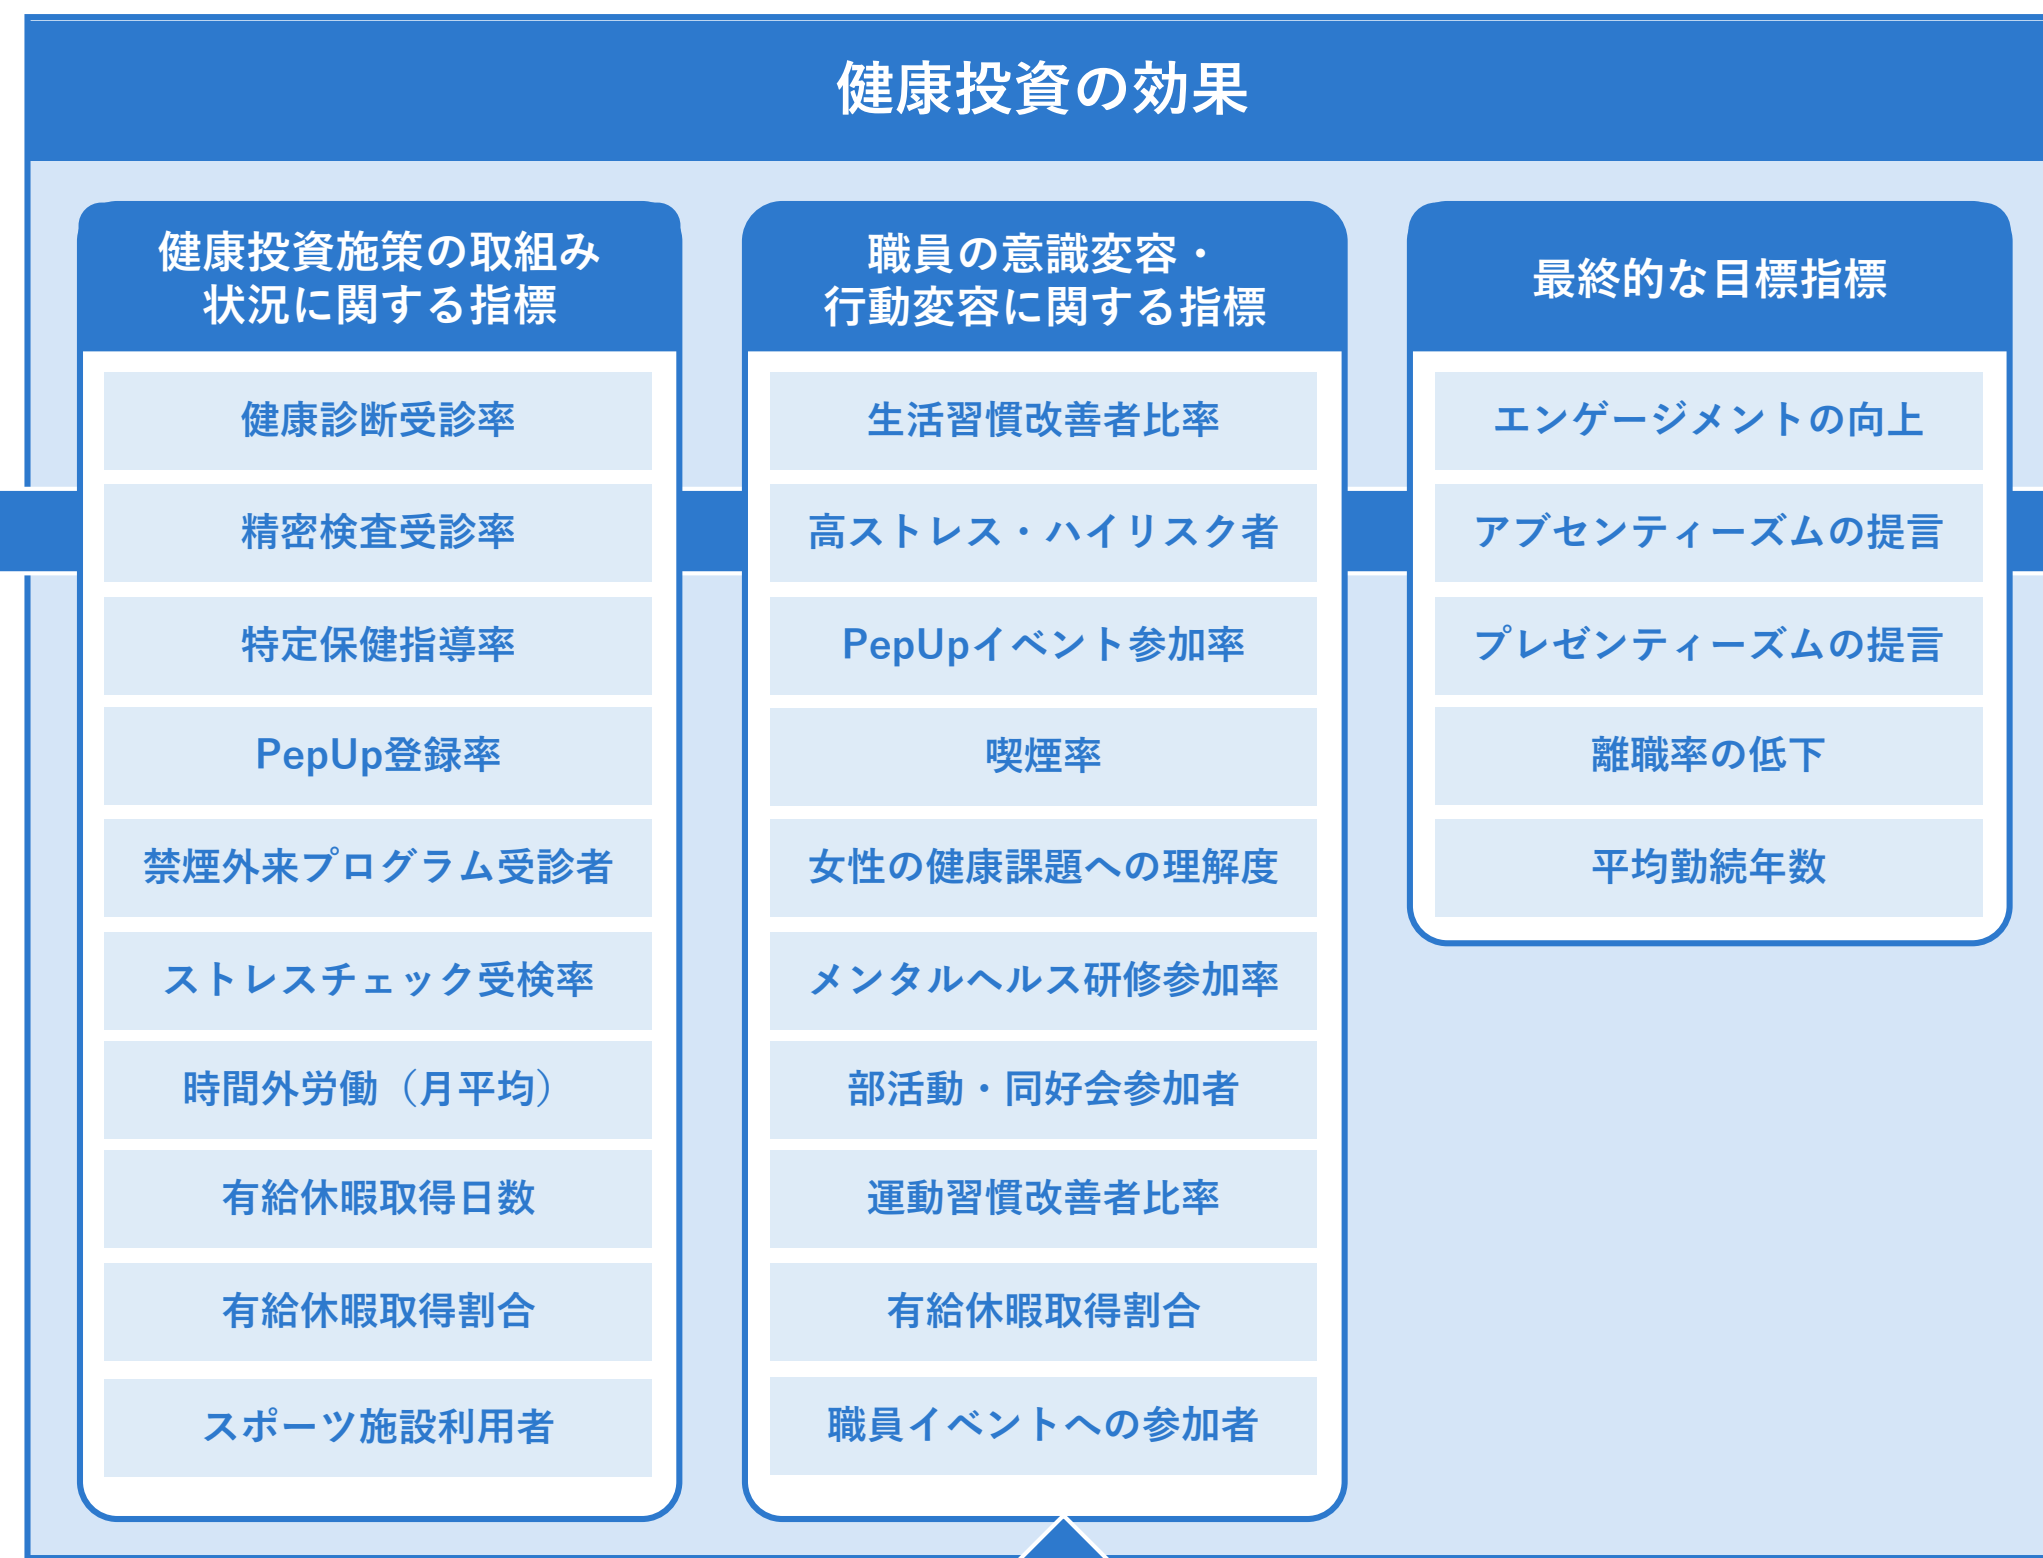 健康投資の効果
健康投資施策の取組み
状況に関する指標
健康診断受診率
精密検査受診率
特定保健指導率
PepUp登録率
禁煙外来プログラム受診者
ストレスチェック受検率
時間外労働（月平均）
有給休暇取得日数
有給休暇取得割合
スポーツ施設利用者
職員の意識変容・
行動変容に関する指標
生活習慣改善者比率
高ストレス・ハイリスク者
PepUpイベント参加率
喫煙率
女性の健康課題への理解度
メンタルヘルス研修参加率
部活動・同好会参加者
運動習慣改善者比率
有給休暇取得割合
職員イベントへの参加者
最終的な目標指標
エンゲージメントの向上
アブセンティーズムの提言
プレゼンティーズムの提言
離職率の低下
平均勤続年数